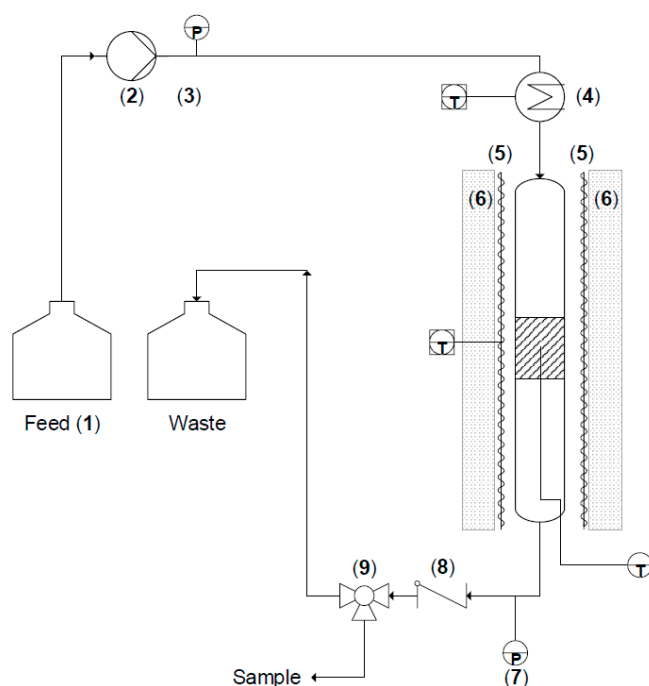 P
(2)
(3)
T
(4)
(5)
(5)
(6)
(6)
T
Feed (1)
Waste
(9)
(8)
T
P
(7)
Sample